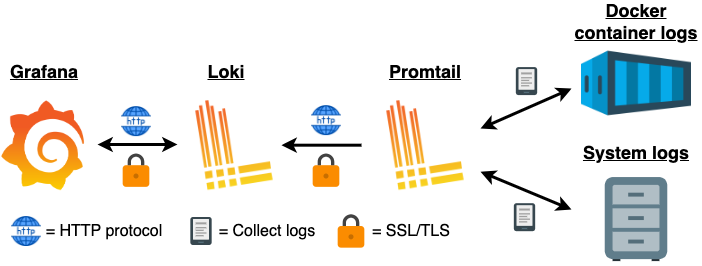 Docker
container logs
Grafana
Loki
Promtail
http
http
System logs
http
= HTTP protocol
= Collect logs
= SSL/TLS